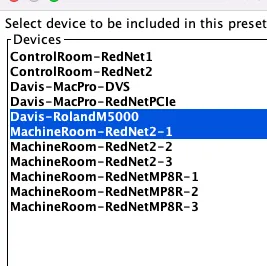 Select device to be included in this preset
Devices
ControlRoom-RedNet1
ControlRoom-RedNet2
Davis-MacPro-DVS
Davis-MacPro-RedNetPCIe
Davis-RolandM5000
MachineRoom-RedNet2-1
MachineRoom-RedNet2-2
MachineRoom-RedNet2-3
MachineRoom-RedNetMP8R-1
MachineRoom-RedNetMP8R-2
MachineRoom-RedNetMP8R-3